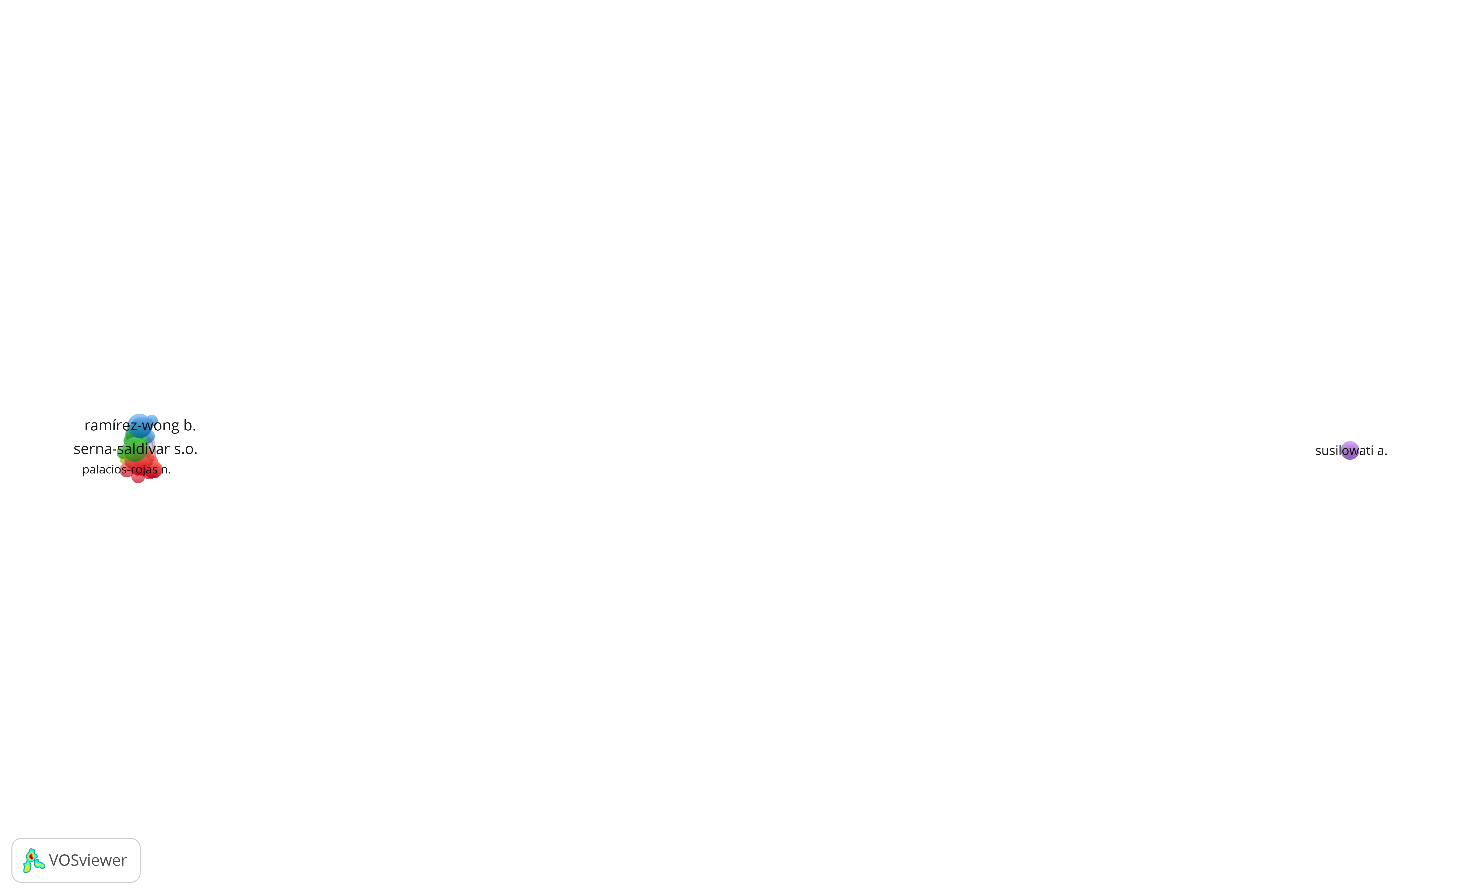 ramírez-wong b.
serna-saldivar s.o.
palacios-rojas n.
susilowati a.
VOSviewer